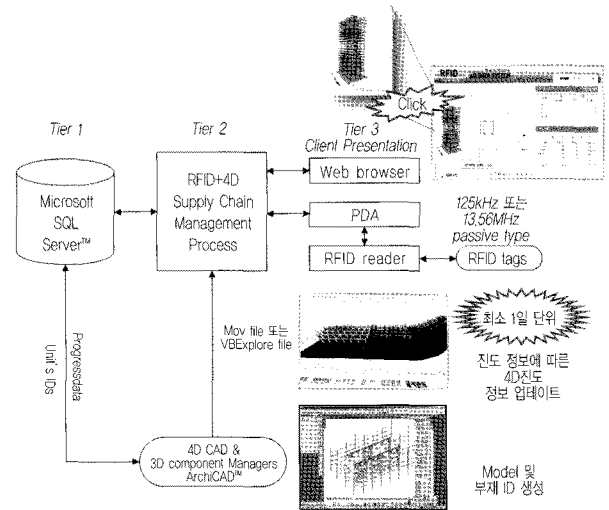 Click
RFID
Tier 1
Tier 2
Tier 3
Client Presentation
Microsoft
SQL
Server™
RFID+4D
Supply Chain
Management
Process
Web browser
PDA
RFID reader
125kHz 또는
13.56MHz
passive type
RFID tags
Progressdata
Unit's IDs
Mov file 또는
VBExplore file
최소 1일 단위
진도 정보에 따른
4D진도
정보 업테이트
4D CAD &
3D component Managers
ArchiCAD™
Model 및
부재 ID 생성